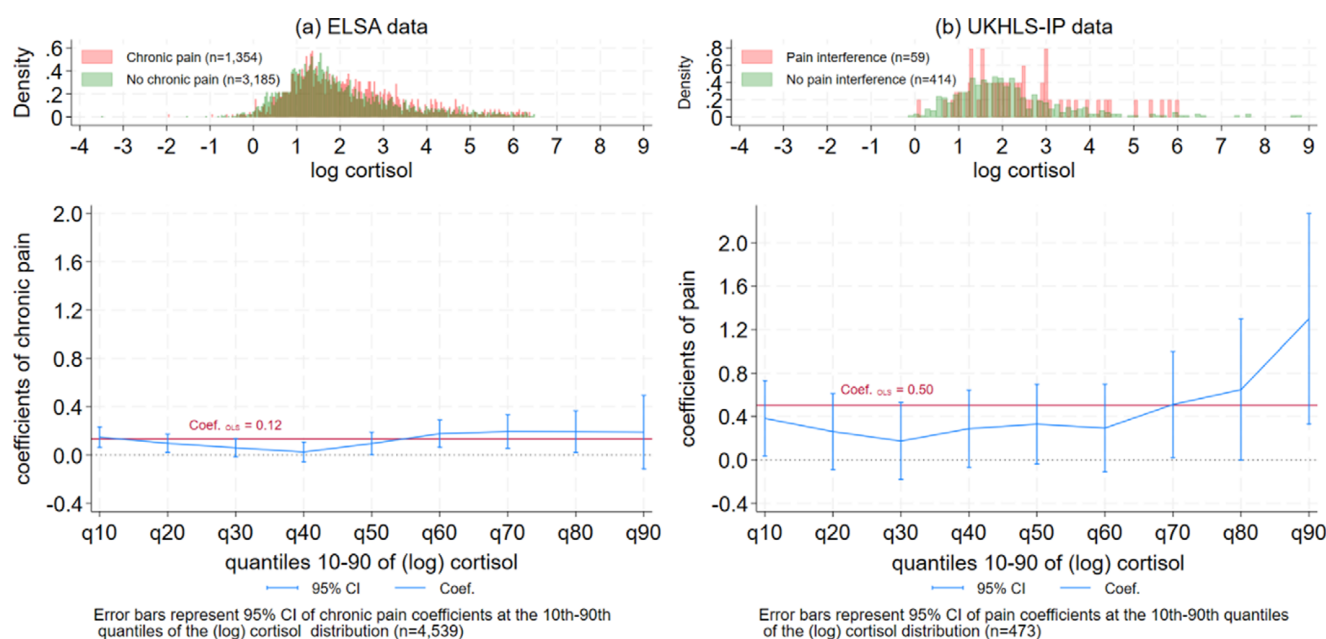 (a) ELSA data
Density
.6
.4
.2
0
Chronic pain (n=1,354)
No chronic pain (n=3,185)
-4 -3 -2 -1 0 1 2 3 4 5 6 7 8 9
log cortisol
coefficients of chronic pain
2.0
1.6
1.2
0.8
0.4
0.0
-0.4
Coef. OLS = 0.12
q10 q20 q30 q40 q50 q60 q70 q80 q90
quantiles 10-90 of (log) cortisol
95% CI Coef.
Error bars represent 95% CI of chronic pain coefficients at the 10th-90th
quantiles of the (log) cortisol distribution (n=4,539)
(b) UKHLS-IP data
Density
.8
.6
.4
.2
0
Pain interference (n=59)
No pain interference (n=414)
-4 -3 -2 -1 0 1 2 3 4 5 6 7 8 9
log cortisol
coefficients of pain
2.0
1.6
1.2
0.8
0.4
0.0
-0.4
Coef. OLS = 0.50
q10 q20 q30 q40 q50 q60 q70 q80 q90
quantiles 10-90 of (log) cortisol
95% CI Coef.
Error bars represent 95% CI of pain coefficients at the 10th-90th quantiles
of the (log) cortisol distribution (n=473)